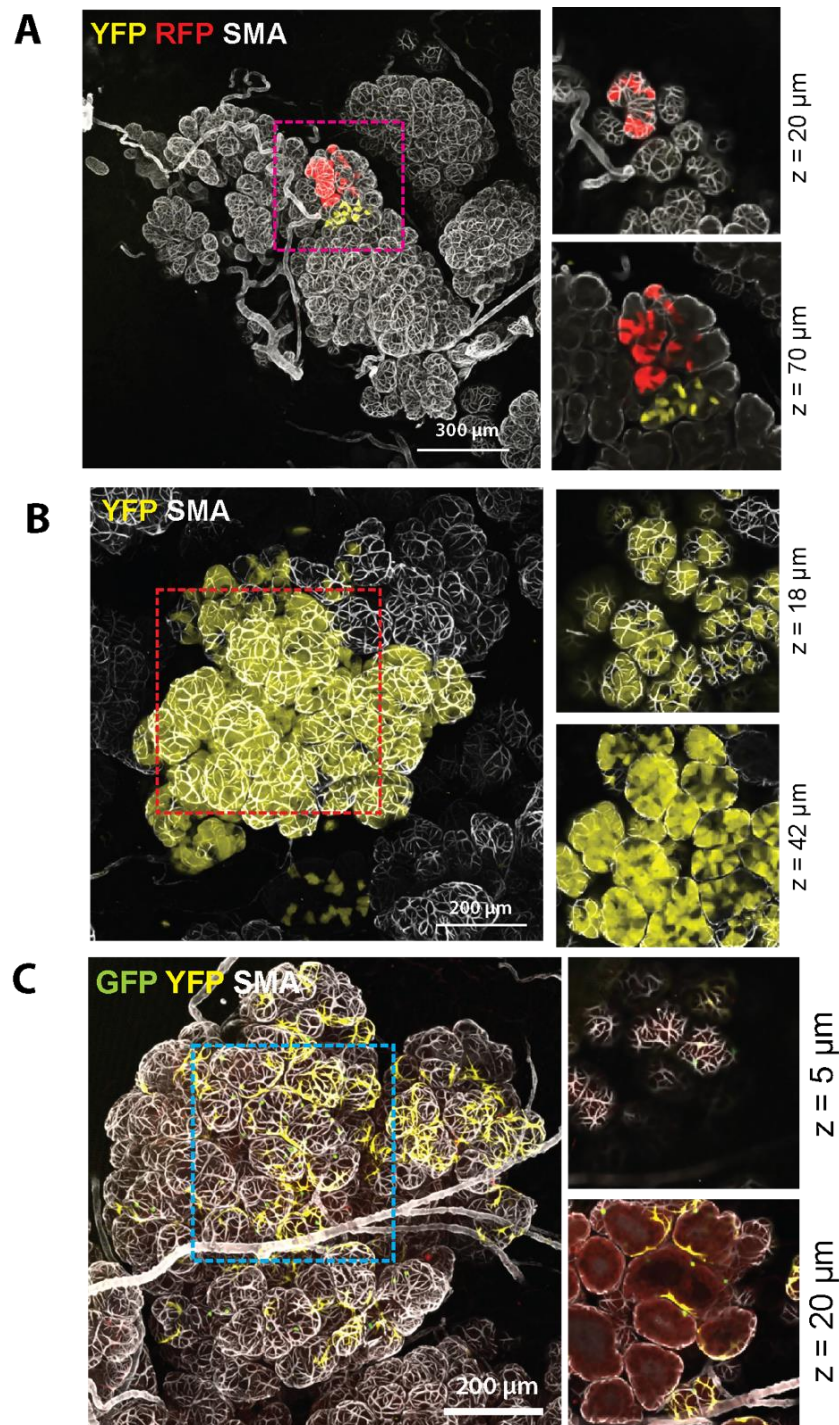 A
YFP RFP SMA
300 µm
z = 20 µm
z = 70 µm
B
YFP SMA
200 µm
z = 18 µm
z = 42 µm
C
GFP YFP SMA
200 µm
z = 5 µm
z = 20 µm